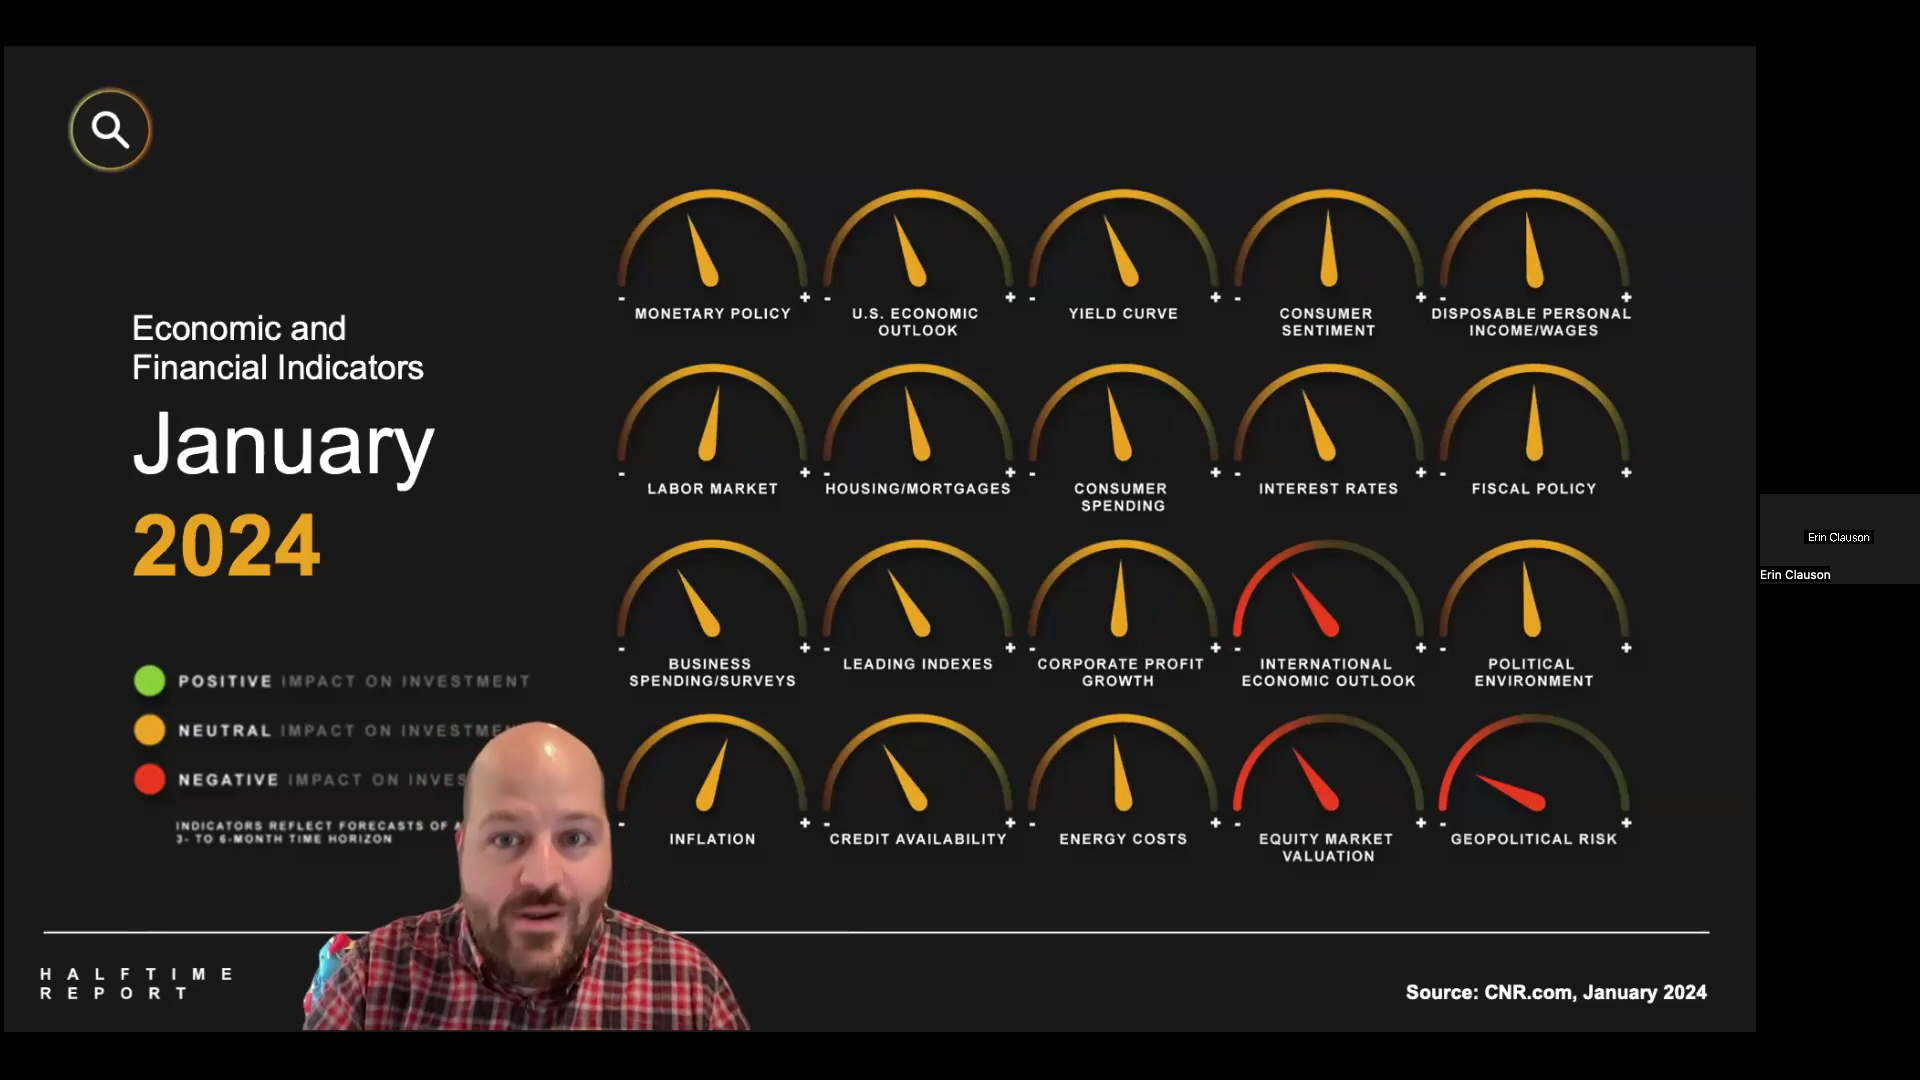 Economic and
Financial Indicators
January
2024
POSITIVE IMPACT ON INVESTMENT
NEUTRAL IMPACT ON
NEGATIVE IMPACT ON
INDICATORS REFLECT FORECASTS OF
3- TO 6-MONTH TIME HORIZON
- +
- +
- +
- +
- +
MONETARY POLICY
U.S. ECONOMIC
OUTLOOK
YIELD CURVE
CONSUMER
SENTIMENT
DISPOSABLE PERSONAL
INCOME/WAGES
- +
- +
- +
- +
- +
LABOR MARKET
HOUSING/MORTGAGES
CONSUMER
SPENDING
INTEREST RATES
FISCAL POLICY
- +
- +
- +
- +
- +
BUSINESS
SPENDING/SURVEYS
LEADING INDEXES
CORPORATE PROFIT
GROWTH
INTERNATIONAL
ECONOMIC OUTLOOK
POLITICAL
ENVIRONMENT
- +
- +
- +
- +
- +
INFLATION
CREDIT AVAILABILITY
ENERGY COSTS
EQUITY MARKET
VALUATION
GEOPOLITICAL RISK
HALFTIME
REPORT
Source: CNR.com, January 2024
Erin Clauson
Erin Clauson